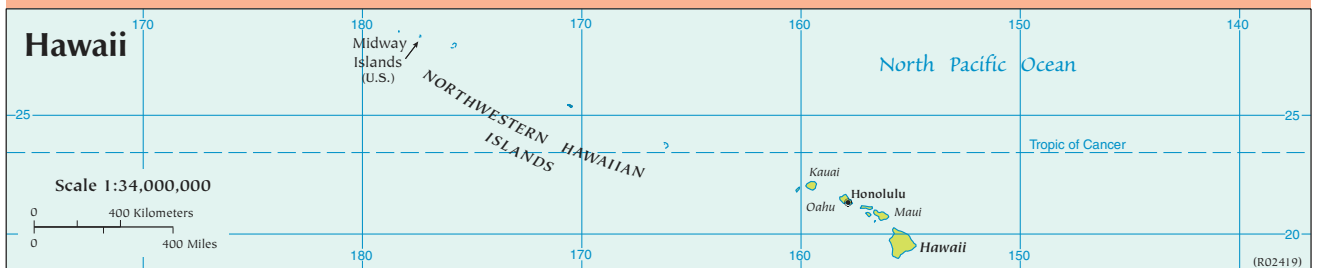 170 180 170 160 150 140
Hawaii
Midway
Islands
(U.S.)
North Pacific Ocean
NORTHWESTERN HAWAIIAN
ISLANDS
25 25
Tropic of Cancer
Kauai
Scale 1:34,000,000
Honolulu
Oahu
Maui
0 400 Kilometers
0 400 Miles
20
Hawaii
180 170 160 150
(R02419)